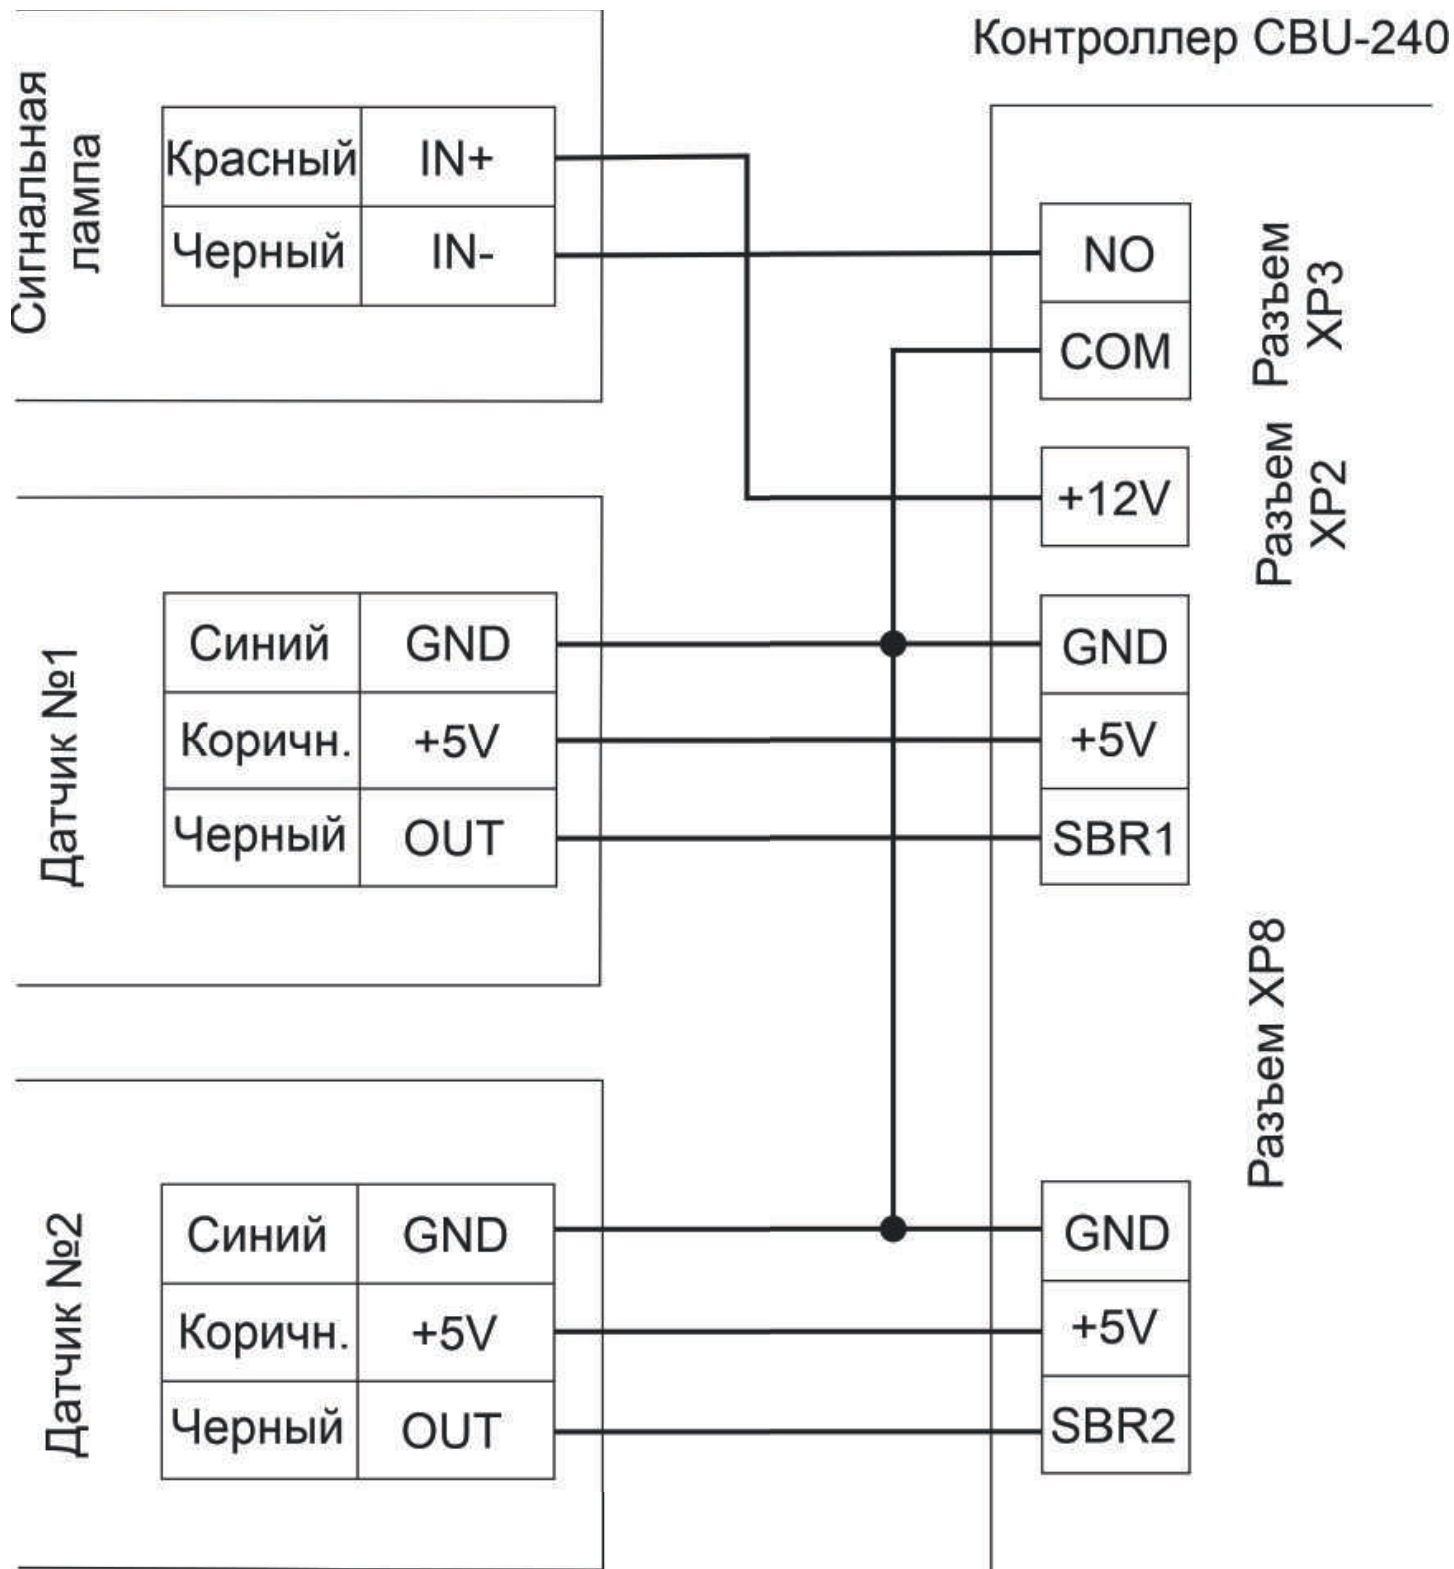 Контроллер CBU-240
Сигнальная
лампа
Красный IN+
Черный IN-
NO
COM
Разъем
XP3
+12V
Разъем
XP2
Датчик №1
Синий GND
Коричн. +5V
Черный OUT
GND
+5V
SBR1
Разъем XP8
Датчик №2
Синий GND
Коричн. +5V
Черный OUT
GND
+5V
SBR2